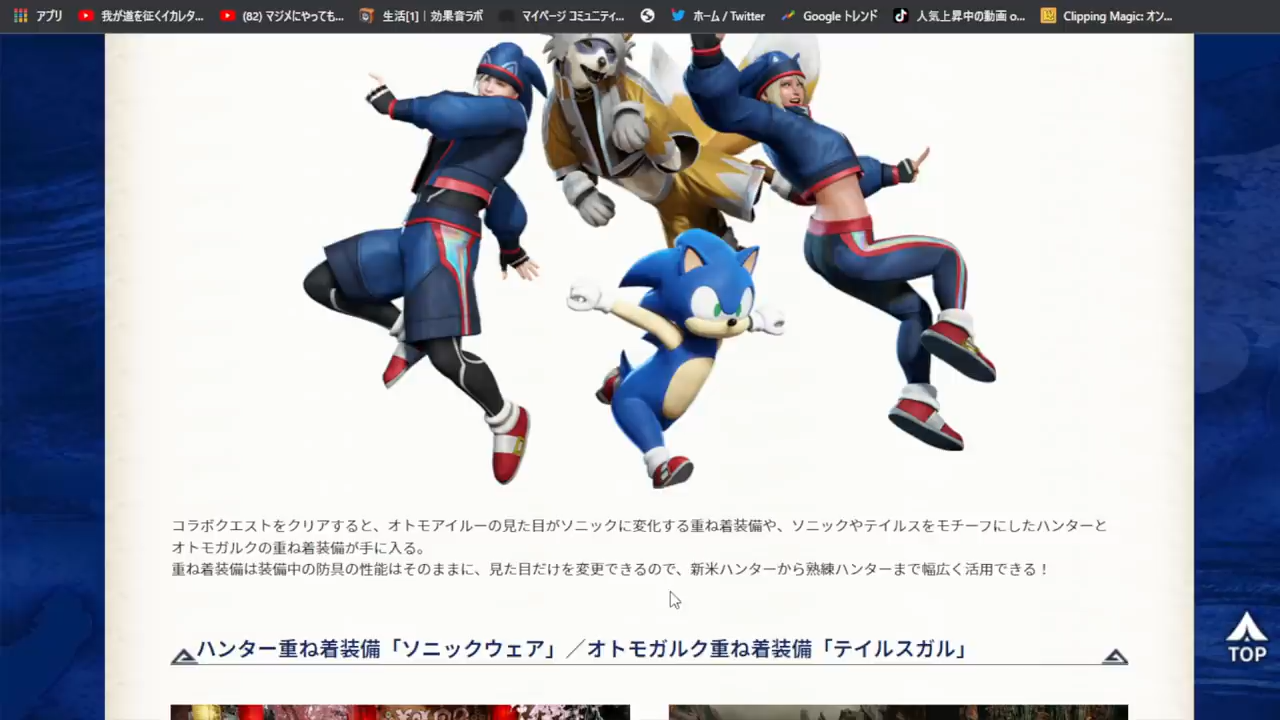 アプリ
我が道を征くイカルタ...
(82) マジメにやっても...
生活[1]｜効果音ラボ
マイページ コミュニティ...
ホーム / Twitter
Google トレンド
人気上昇中の動画 o...
Clipping Magic: オン...
コラボクエストをクリアすると、オトモアイルーの見た目がソニックに変化する重ね着装備や、ソニックやテイルスをモチーフにしたハンターと
オトモガルクの重ね着装備が手に入る。
重ね着装備は装備中の防具の性能はそのままに、見た目だけを変更できるので、新米ハンターから熟練ハンターまで幅広く活用できる！
ハンター重ね着装備「ソニックウェア」／オトモガルク重ね着装備「テイルスガル」
TOP